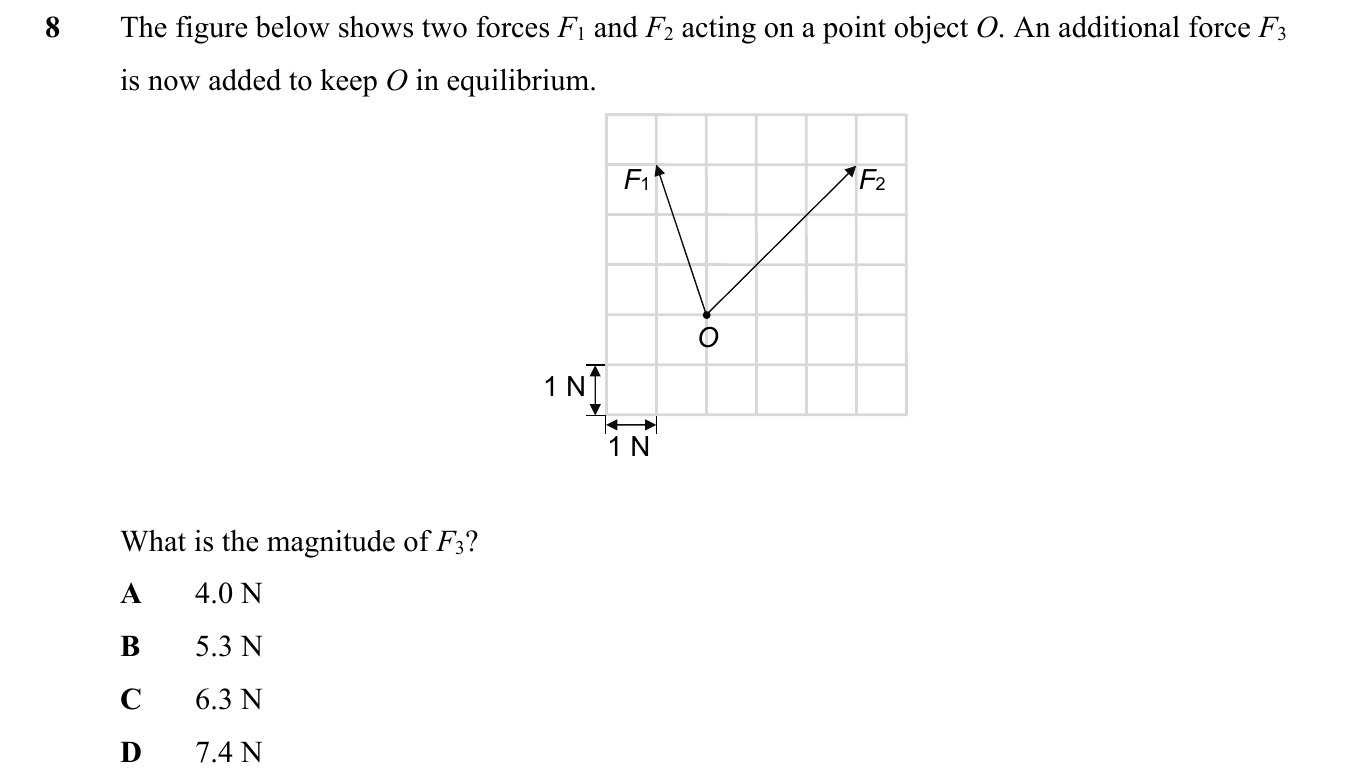 8 The figure below shows two forces F₁ and F₂ acting on a point object O. An additional force F₃
is now added to keep O in equilibrium.
F₁
F₂
O
1 N
1 N
What is the magnitude of F₃?
A 4.0 N
B 5.3 N
C 6.3 N
D 7.4 N